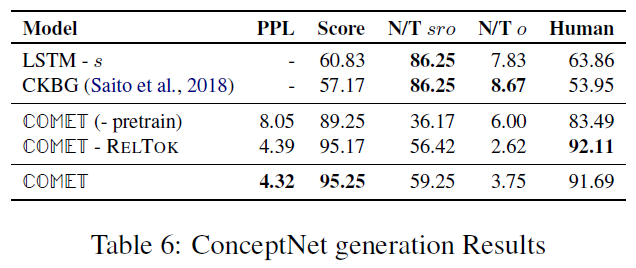 Model PPL Score N/T sro N/T o Human
LSTM - s - 60.83 86.25 7.83 63.86
CKBG (Saito et al., 2018) - 57.17 86.25 8.67 53.95
COMET (- pretrain) 8.05 89.25 36.17 6.00 83.49
COMET - RELTOK 4.39 95.17 56.42 2.62 92.11
COMET 4.32 95.25 59.25 3.75 91.69
Table 6: ConceptNet generation Results